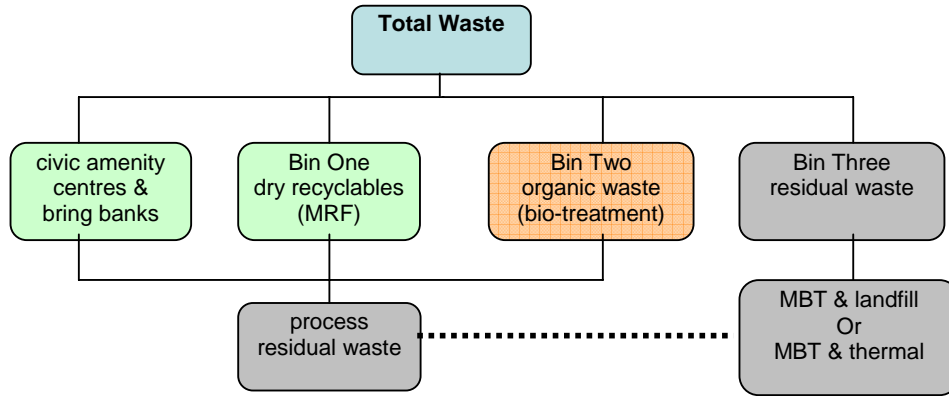 Total Waste
civic amenity
centres &
bring banks
Bin One
dry recyclables
(MRF)
Bin Two
organic waste
(bio-treatment)
Bin Three
residual waste
process
residual waste
MBT & landfill
Or
MBT & thermal